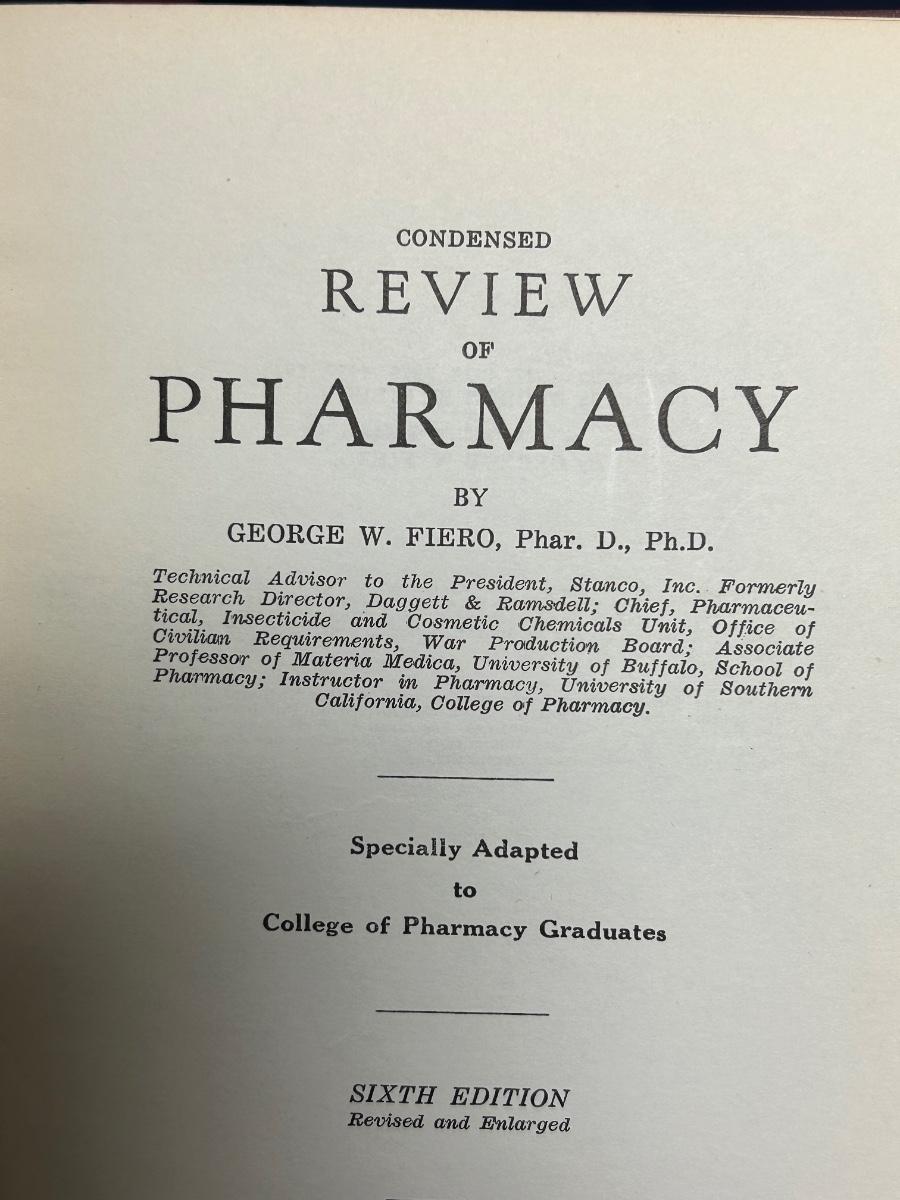 CONDENSED
REVIEW
OF
PHARMACY
BY
GEORGE W. FIERO, Phar. D., Ph.D.
Technical Advisor to the President, Stanco, Inc. Formerly
Research Director, Daggett & Ramsdell; Chief, Pharmaceu-
tical, Insecticide and Cosmetic Chemicals Unit, Office of
Civilian Requirements, War Production Board; Associate
Professor of Materia Medica, University of Buffalo, School of
Pharmacy; Instructor in Pharmacy, University of Southern
California, College of Pharmacy.
Specially Adapted
to
College of Pharmacy Graduates
SIXTH EDITION
Revised and Enlarged